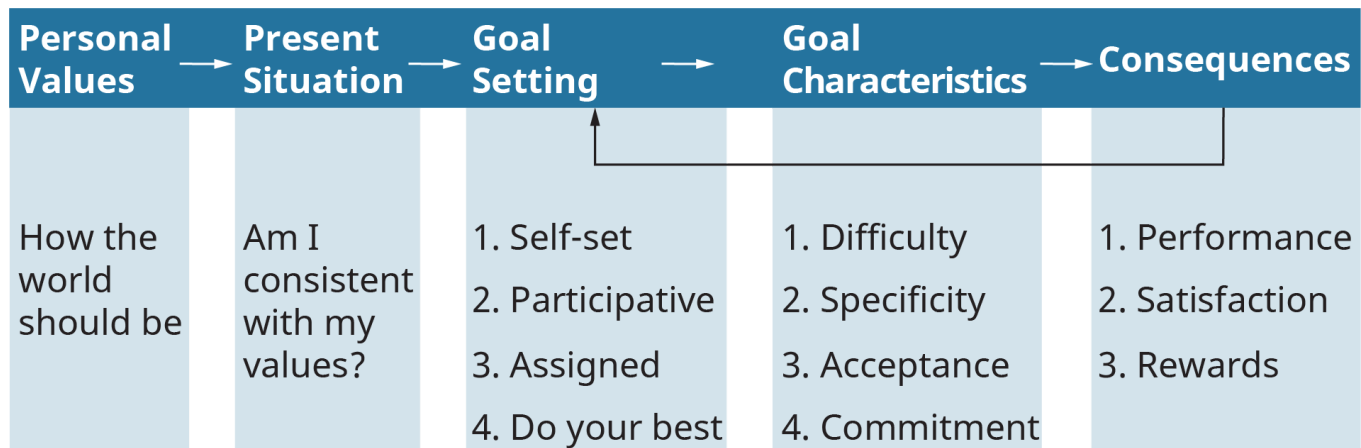 Personal
Values
Present
Situation
Goal
Setting
Goal
Characteristics
Consequences
How the
world
should be
Am I
consistent
with my
values?
1. Self-set
2. Participative
3. Assigned
4. Do your best
1. Difficulty
2. Specificity
3. Acceptance
4. Commitment
1. Performance
2. Satisfaction
3. Rewards